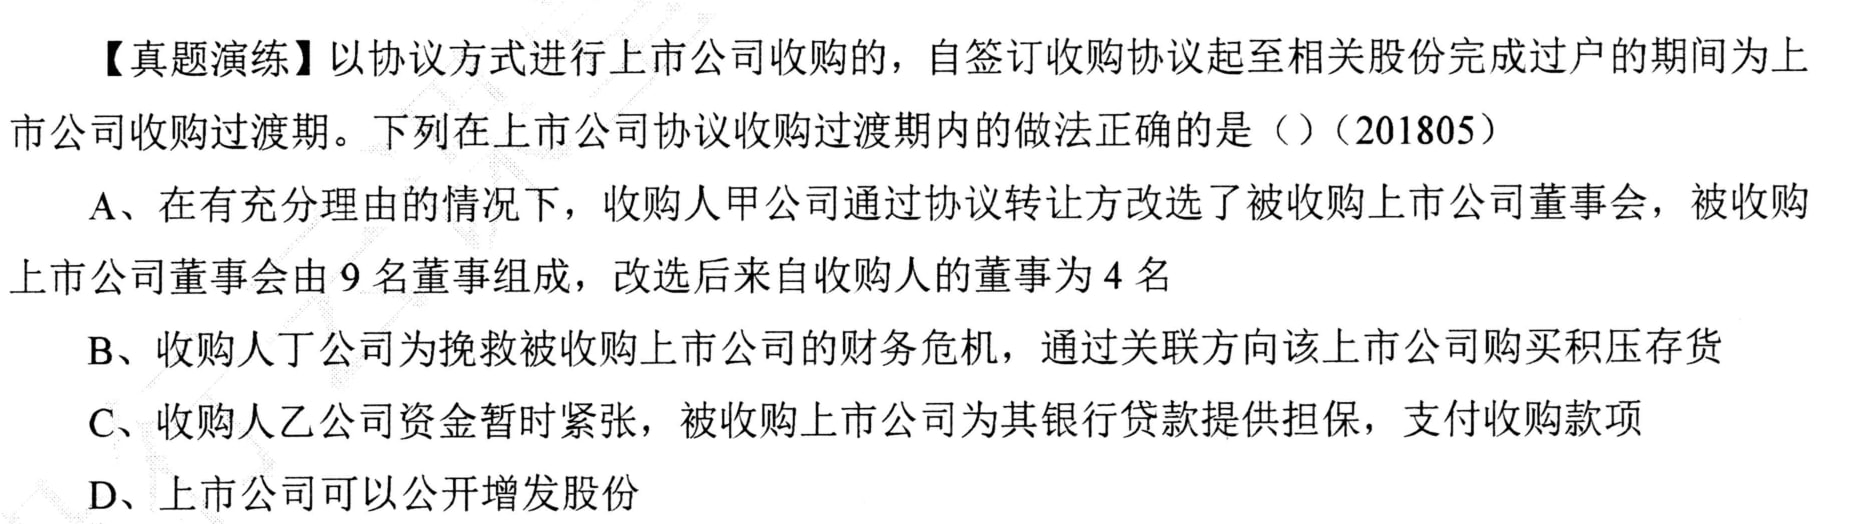 【真题演练】以协议方式进行上市公司收购的，自签订收购协议起至相关股份完成过户的期间为上
市公司收购过渡期。下列在上市公司协议收购过渡期内的做法正确的是（）（201805）
A、在有充分理由的情况下，收购人甲公司通过协议转让方改选了被收购上市公司董事会，被收购
上市公司董事会由 9 名董事组成，改选后来自收购人的董事为 4 名
B、收购人丁公司为挽救被收购上市公司的财务危机，通过关联方向该上市公司购买积压存货
C、收购人乙公司资金暂时紧张，被收购上市公司为其银行贷款提供担保，支付收购款项
D、上市公司可以公开增发股份